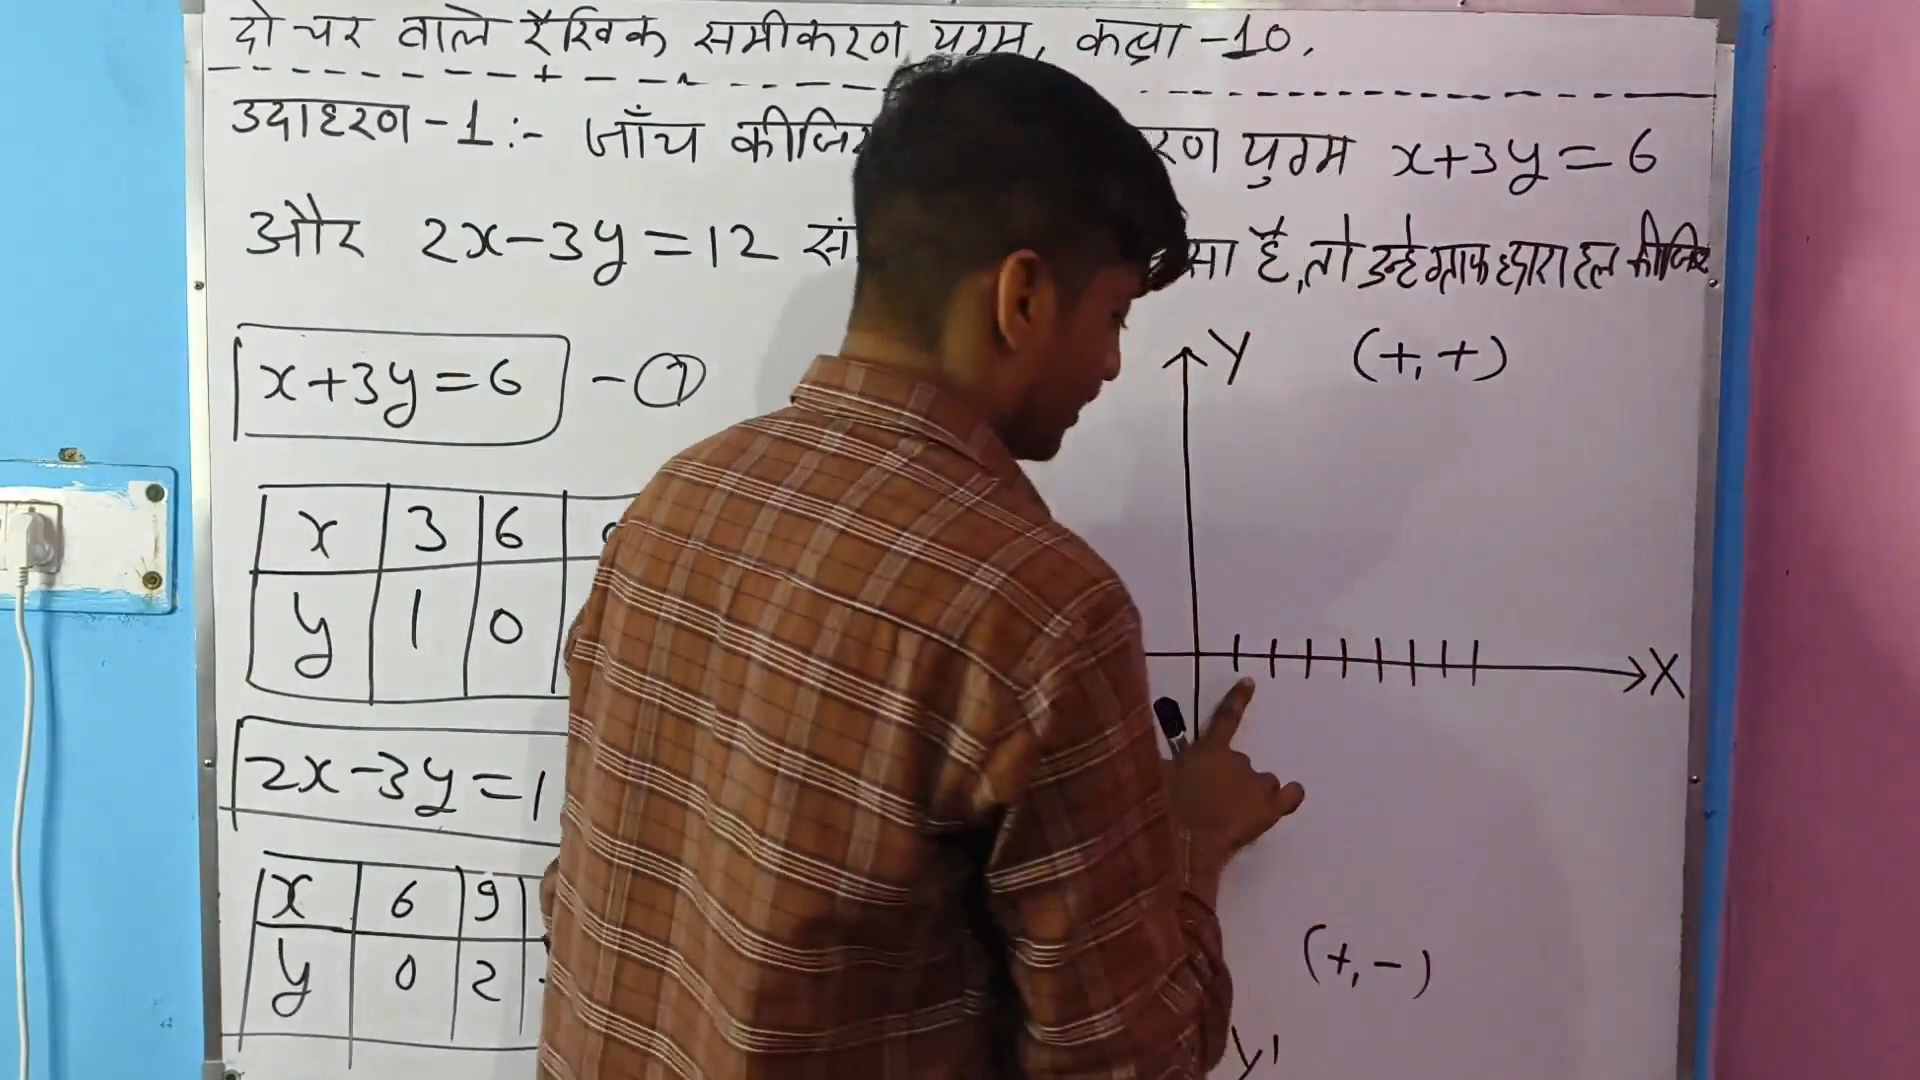 दो चर वाले रैखिक समीकरण युग्म, कक्षा -10.
उदाहरण -1:- जाँच कीजि रण युग्म x+3y=6
और 2x-3y=12 सं सा है, तो उन्हे ग्राफ द्वारा हल कीजिए.
x+3y=6 -①
x 3 6
y 1 0
2x-3y=1
x 6 9
y 0 2
Y (+,+)
X
(+,-)
Y'